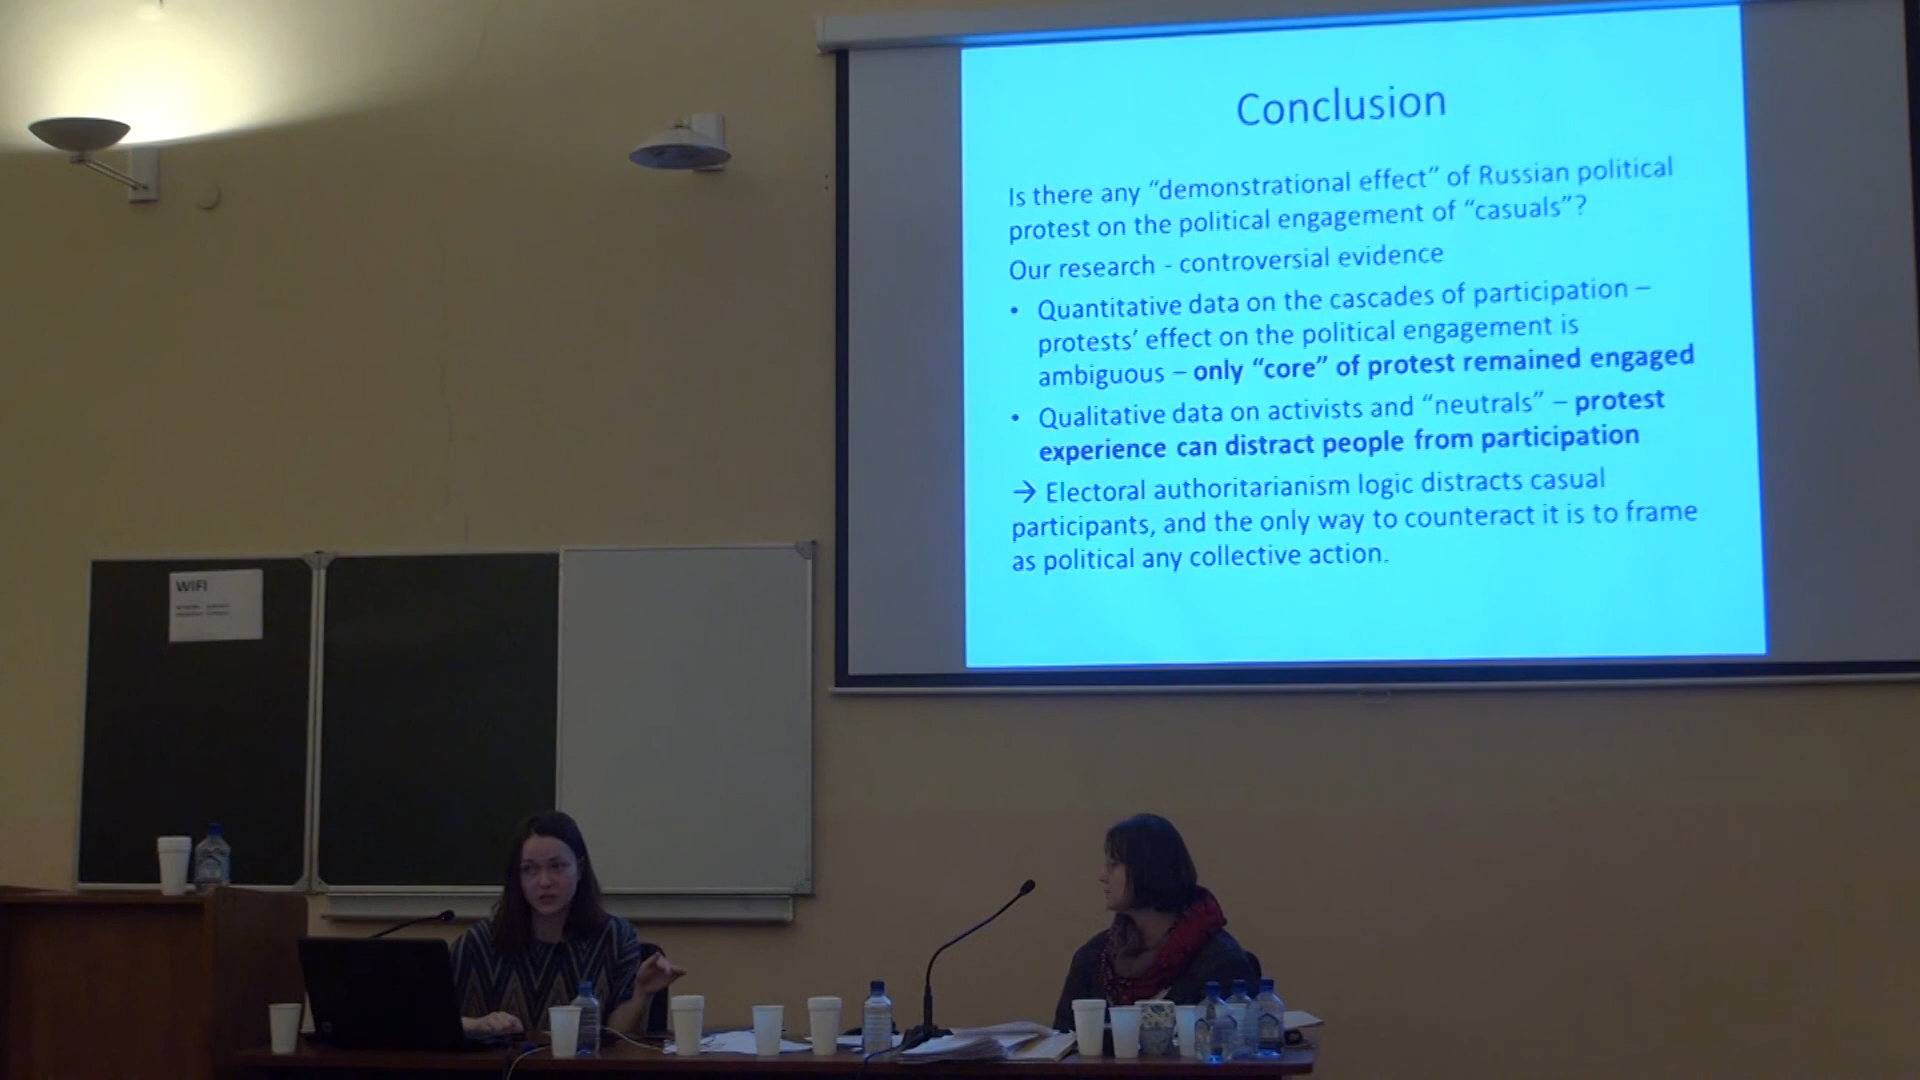 Conclusion
Is there any “demonstrational effect” of Russian political
protest on the political engagement of “casuals”?
Our research - controversial evidence
• Quantitative data on the cascades of participation –
protests’ effect on the political engagement is
ambiguous – only “core” of protest remained engaged
• Qualitative data on activists and “neutrals” – protest
experience can distract people from participation
→ Electoral authoritarianism logic distracts casual
participants, and the only way to counteract it is to frame
as political any collective action.
WIFI